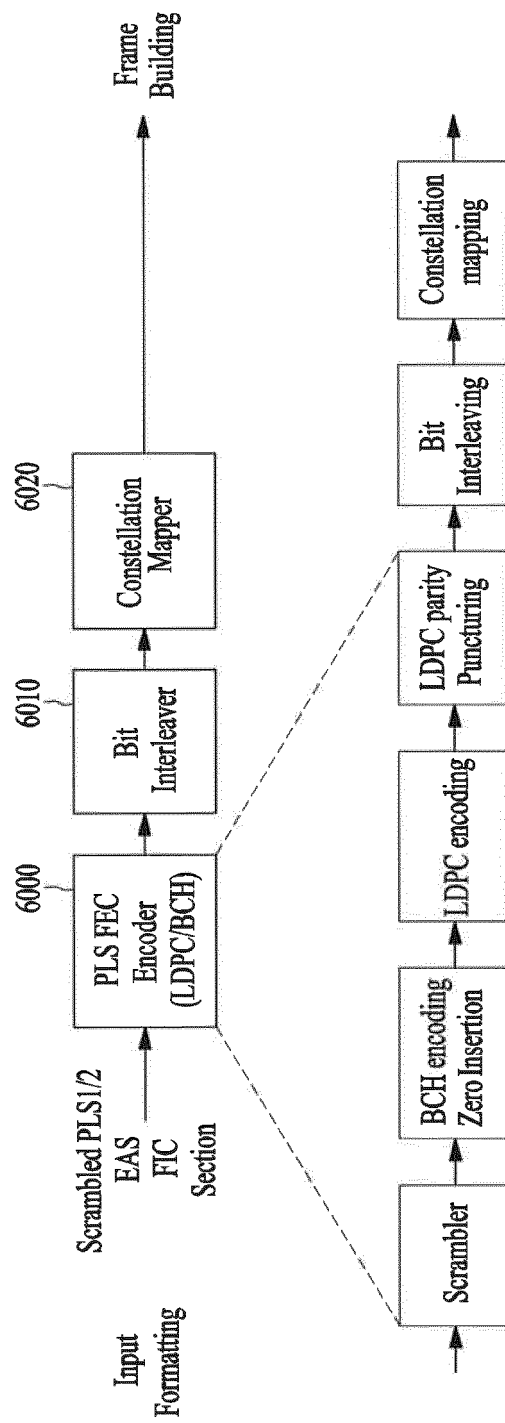 Input
Formatting
Scrambled PLS1/2
EAS
FIC
Section
6000
PLS FEC
Encoder
(LDPC/BCH)
6010
Bit
Interleaver
6020
Constellation
Mapper
Frame
Building
Scrambler
BCH encoding
Zero Insertion
LDPC encoding
LDPC parity
Puncturing
Bit
Interleaving
Constellation
mapping